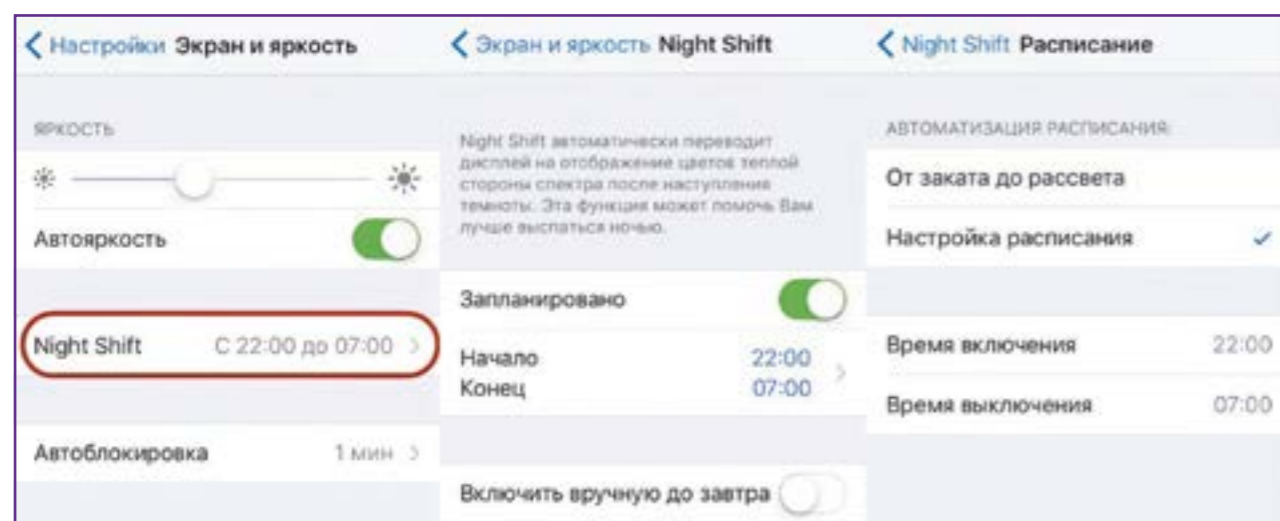 Настройки Экран и яркость
ЯРКОСТЬ
Автояркость
Night Shift С 22:00 до 07:00
Автоблокировка 1 мин
Экран и яркость Night Shift
Night Shift автоматически переводит
дисплей на отображение цветов теплой
стороны спектра после наступления
темноты. Эта функция может помочь Вам
лучше выспаться ночью.
Запланировано
Начало 22:00
Конец 07:00
Включить вручную до завтра
Night Shift Расписание
АВТОМАТИЗАЦИЯ РАСПИСАНИЯ:
От заката до рассвета
Настройка расписания
Время включения 22:00
Время выключения 07:00